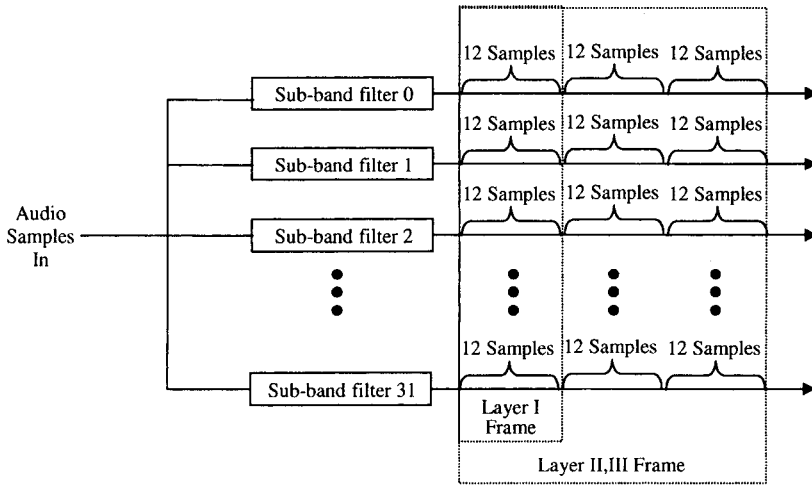 12 Samples 12 Samples 12 Samples
Sub-band filter 0
12 Samples 12 Samples 12 Samples
Sub-band filter 1
12 Samples 12 Samples 12 Samples
Audio
Samples
In
Sub-band filter 2
12 Samples 12 Samples 12 Samples
Sub-band filter 31
Layer I
Frame
Layer II,III Frame